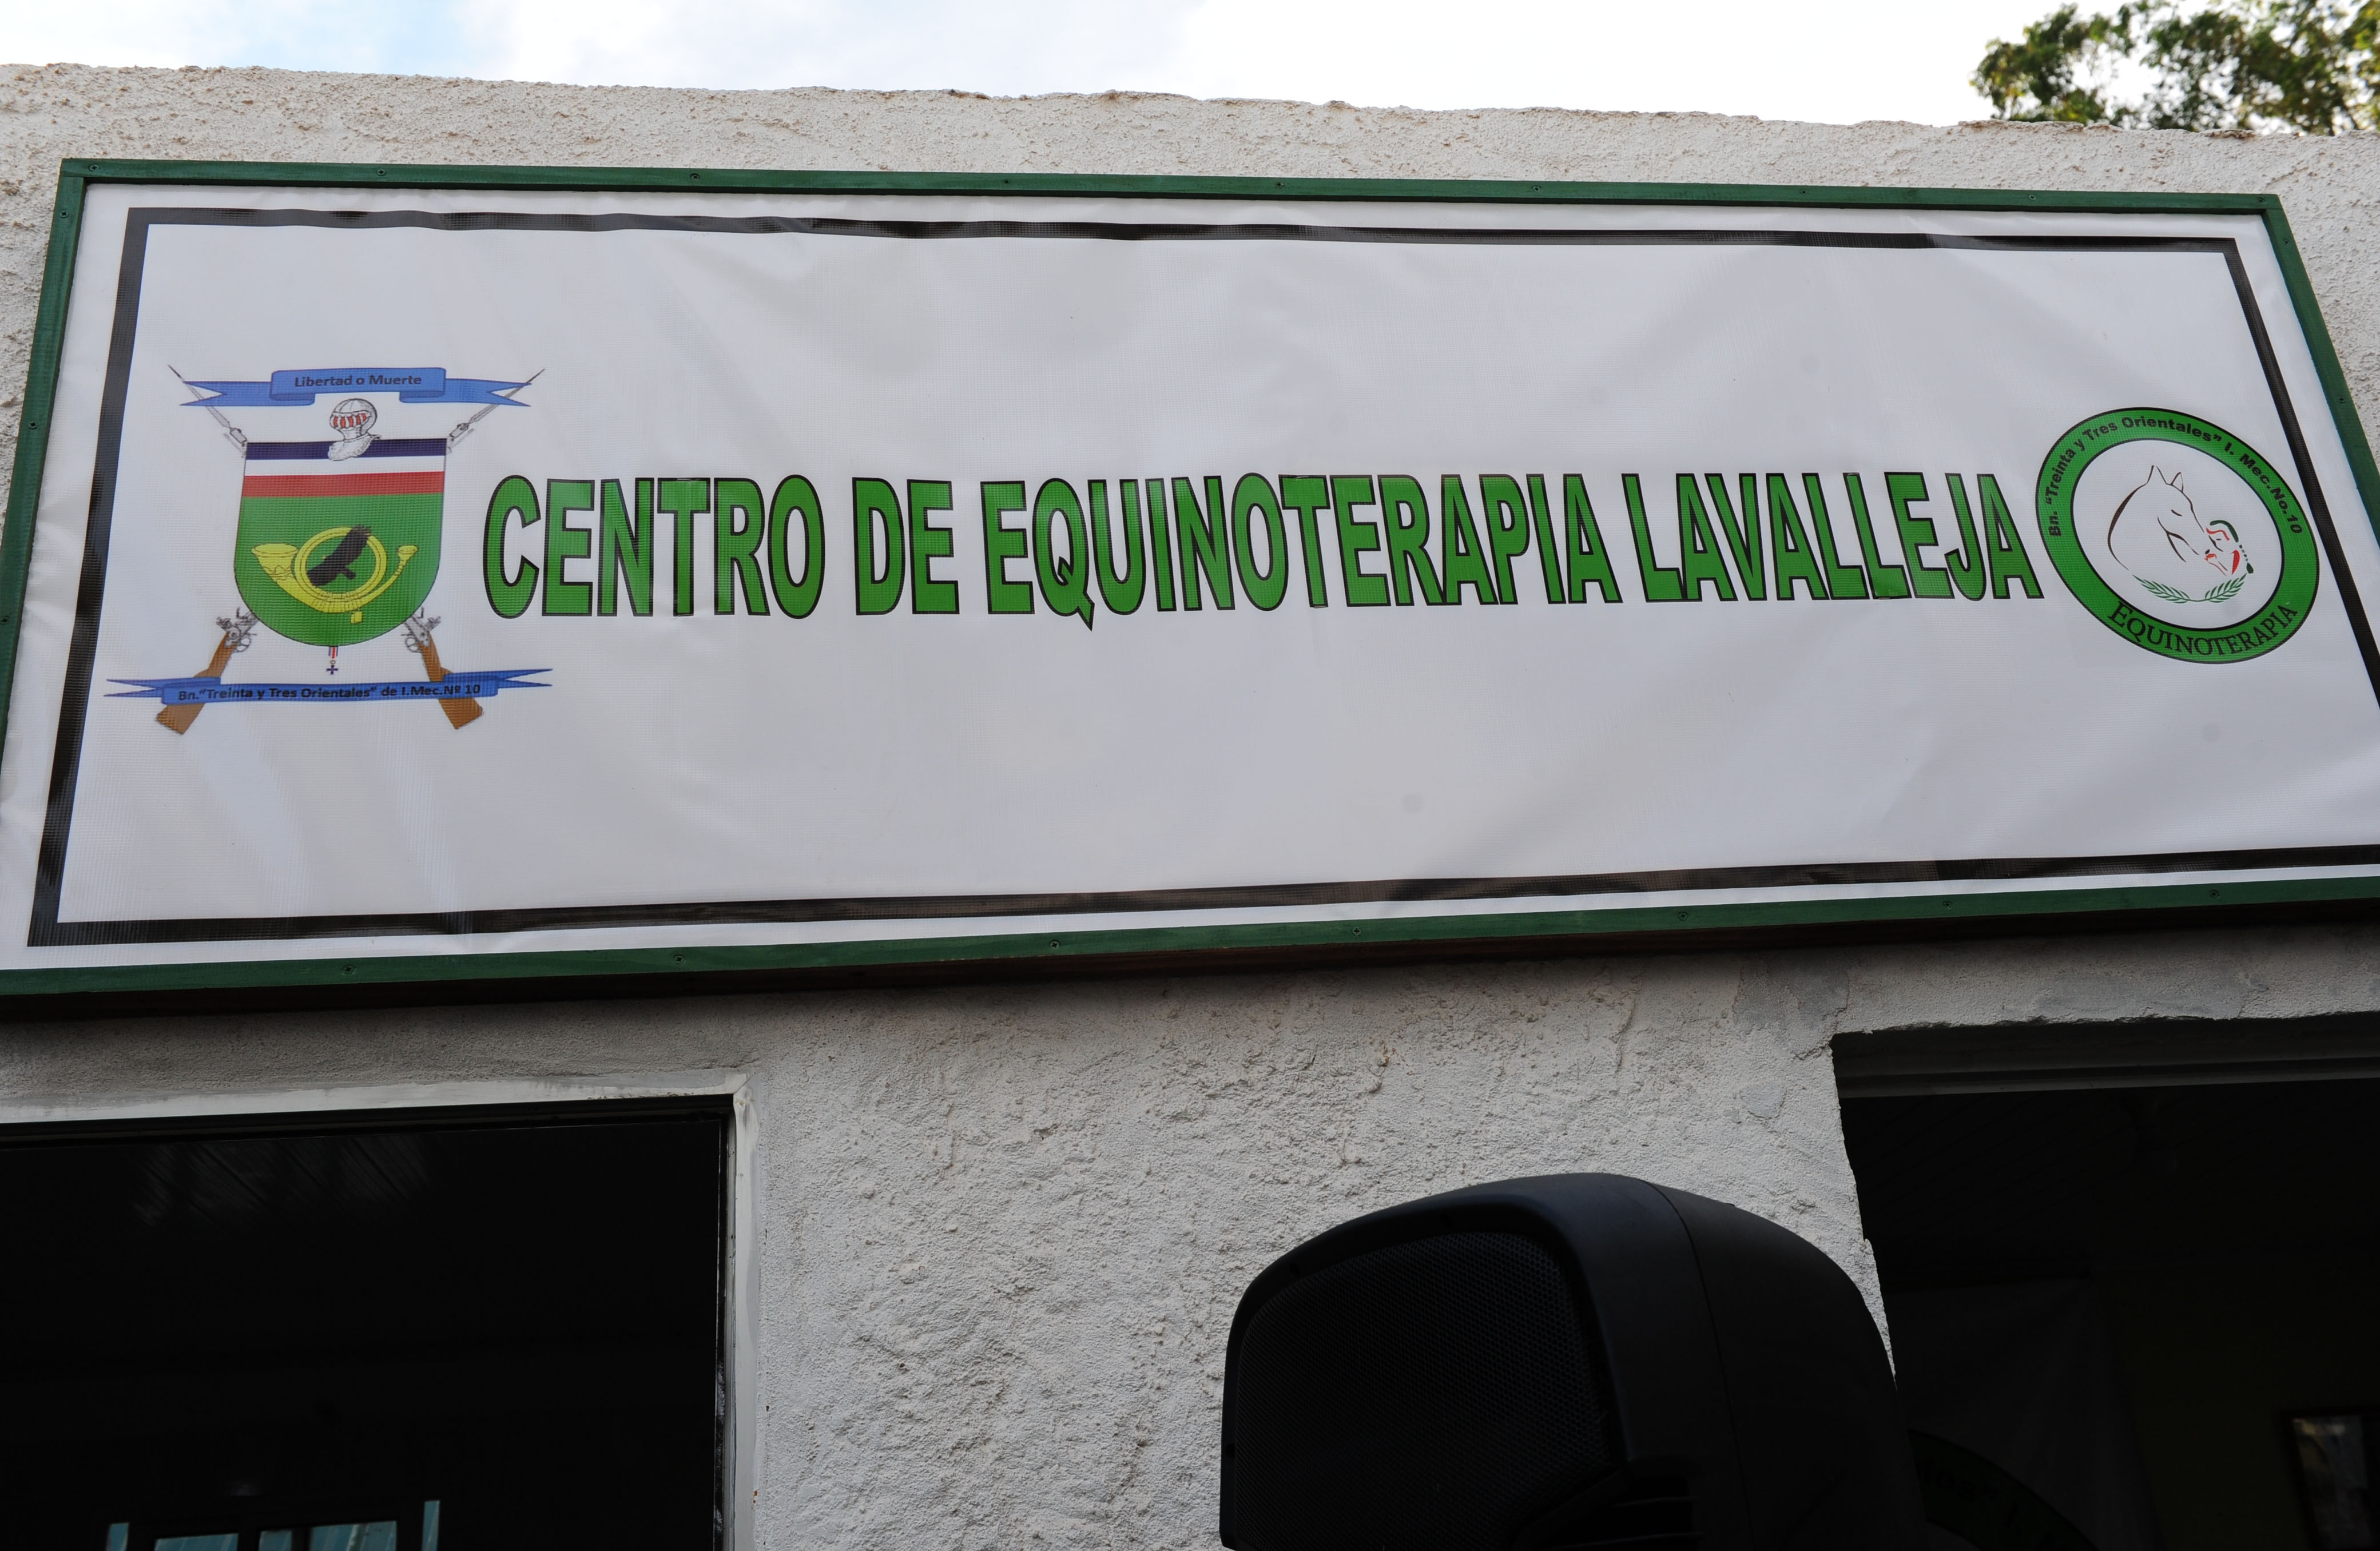 Libertad o Muerte
Bn."Treinta y Tres Orientales" de I.Mec.Nº 10
CENTRO DE EQUINOTERAPIA LAVALLEJA
Bn. "Treinta y Tres Orientales" I. Mec.No.10
EQUINOTERAPIA